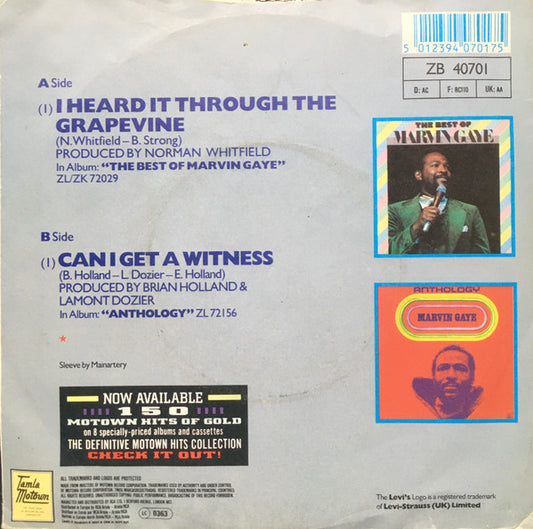 5 012394 070175
ZB 40701
D: AC F: RC110 UK: AA
A Side
(1) I HEARD IT THROUGH THE
GRAPEVINE
(N. Whitfield – B. Strong)
PRODUCED BY NORMAN WHITFIELD
In Album: "THE BEST OF MARVIN GAYE"
ZL/ZK 72029
THE BEST OF
MARVIN GAYE
B Side
(1) CAN I GET A WITNESS
(B. Holland – L. Dozier – E. Holland)
PRODUCED BY BRIAN HOLLAND &
LAMONT DOZIER
In Album: "ANTHOLOGY" ZL 72156
*
ANTHOLOGY
MARVIN GAYE
Sleeve by Mainartery
NOW AVAILABLE
150
MOTOWN HITS OF GOLD
on 8 specially-priced albums and cassettes
THE DEFINITIVE MOTOWN HITS COLLECTION
CHECK IT OUT!
Tamla
Motown
ALL TRADEMARKS AND LOGOS ARE PROTECTED
LC 0363
The Levi's Logo is a registered trademark
of Levi-Strauss (UK) Limited